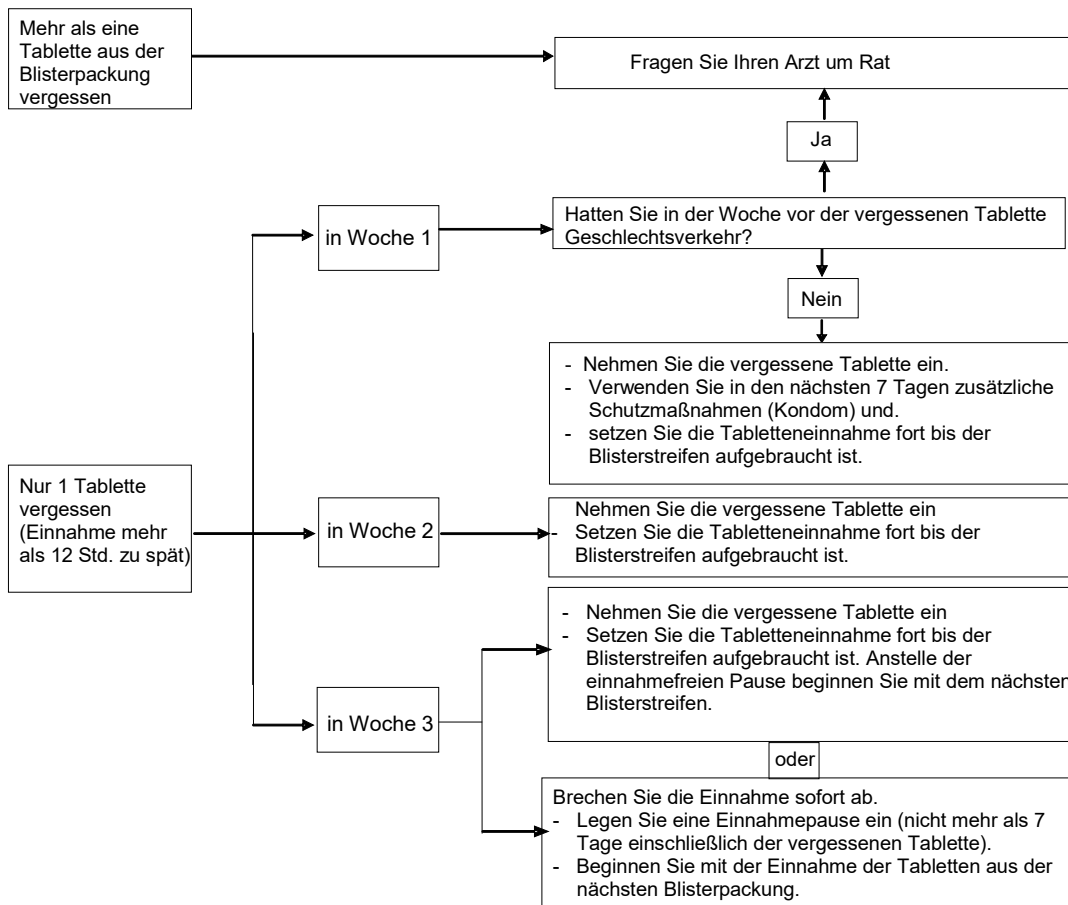 Mehr als eine
Tablette aus der
Blisterpackung
vergessen
Fragen Sie Ihren Arzt um Rat
Ja
in Woche 1
Hatten Sie in der Woche vor der vergessenen Tablette
Geschlechtsverkehr?
Nein
- Nehmen Sie die vergessene Tablette ein.
- Verwenden Sie in den nächsten 7 Tagen zusätzliche
Schutzmaßnahmen (Kondom) und.
- setzen Sie die Tabletteneinnahme fort bis der
Blisterstreifen aufgebraucht ist.
Nur 1 Tablette
vergessen
(Einnahme mehr
als 12 Std. zu spät)
in Woche 2
Nehmen Sie die vergessene Tablette ein
- Setzen Sie die Tabletteneinnahme fort bis der
Blisterstreifen aufgebraucht ist.
in Woche 3
- Nehmen Sie die vergessene Tablette ein
- Setzen Sie die Tabletteneinnahme fort bis der
Blisterstreifen aufgebraucht ist. Anstelle der
einnahmefreien Pause beginnen Sie mit dem nächsten
Blisterstreifen.
oder
Brechen Sie die Einnahme sofort ab.
- Legen Sie eine Einnahmepause ein (nicht mehr als 7
Tage einschließlich der vergessenen Tablette).
- Beginnen Sie mit der Einnahme der Tabletten aus der
nächsten Blisterpackung.